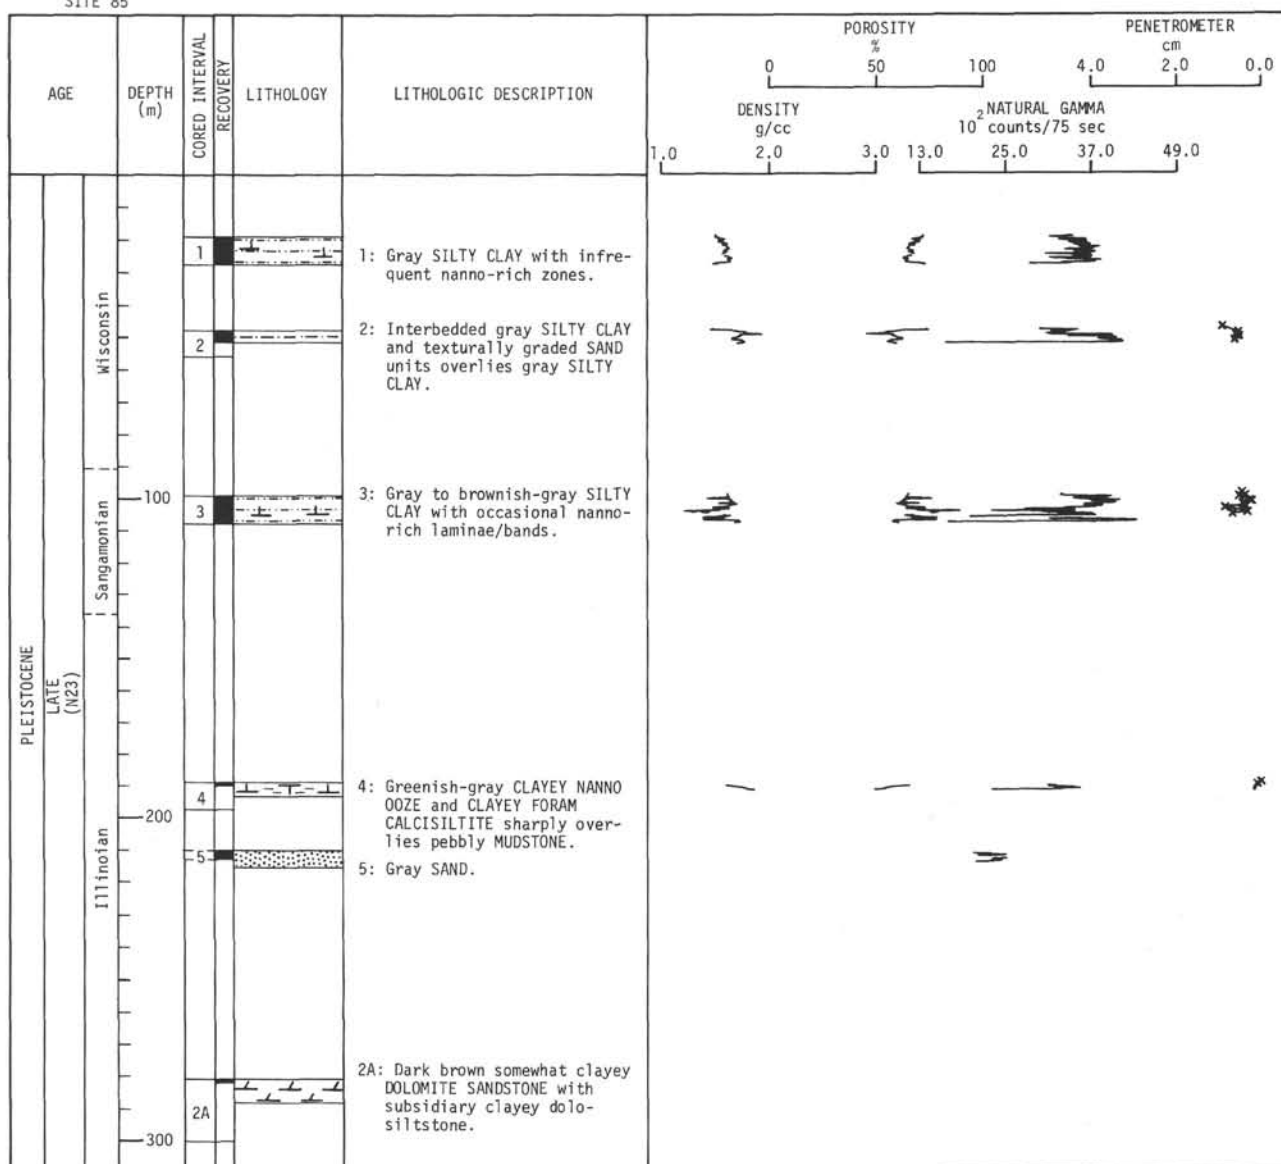 SITE 85
AGE
DEPTH
(m)
CORED INTERVAL
RECOVERY
LITHOLOGY
LITHOLOGIC DESCRIPTION
POROSITY
%
0 50 100
PENETROMETER
cm
4.0 2.0 0.0
DENSITY
g/cc
1.0 2.0 3.0
NATURAL GAMMA
10² counts/75 sec
13.0 25.0 37.0 49.0
PLEISTOCENE
LATE
(N23)
Wisconsin
Sangamonian
Illinoian
100
200
300
1
2
3
4
5
2A
1: Gray SILTY CLAY with infre-
quent nanno-rich zones.
2: Interbedded gray SILTY CLAY
and texturally graded SAND
units overlies gray SILTY
CLAY.
3: Gray to brownish-gray SILTY
CLAY with occasional nanno-
rich laminae/bands.
4: Greenish-gray CLAYEY NANNO
OOZE and CLAYEY FORAM
CALCISILTITE sharply over-
lies pebbly MUDSTONE.
5: Gray SAND.
2A: Dark brown somewhat clayey
DOLOMITE SANDSTONE with
subsidiary clayey dolo-
siltstone.